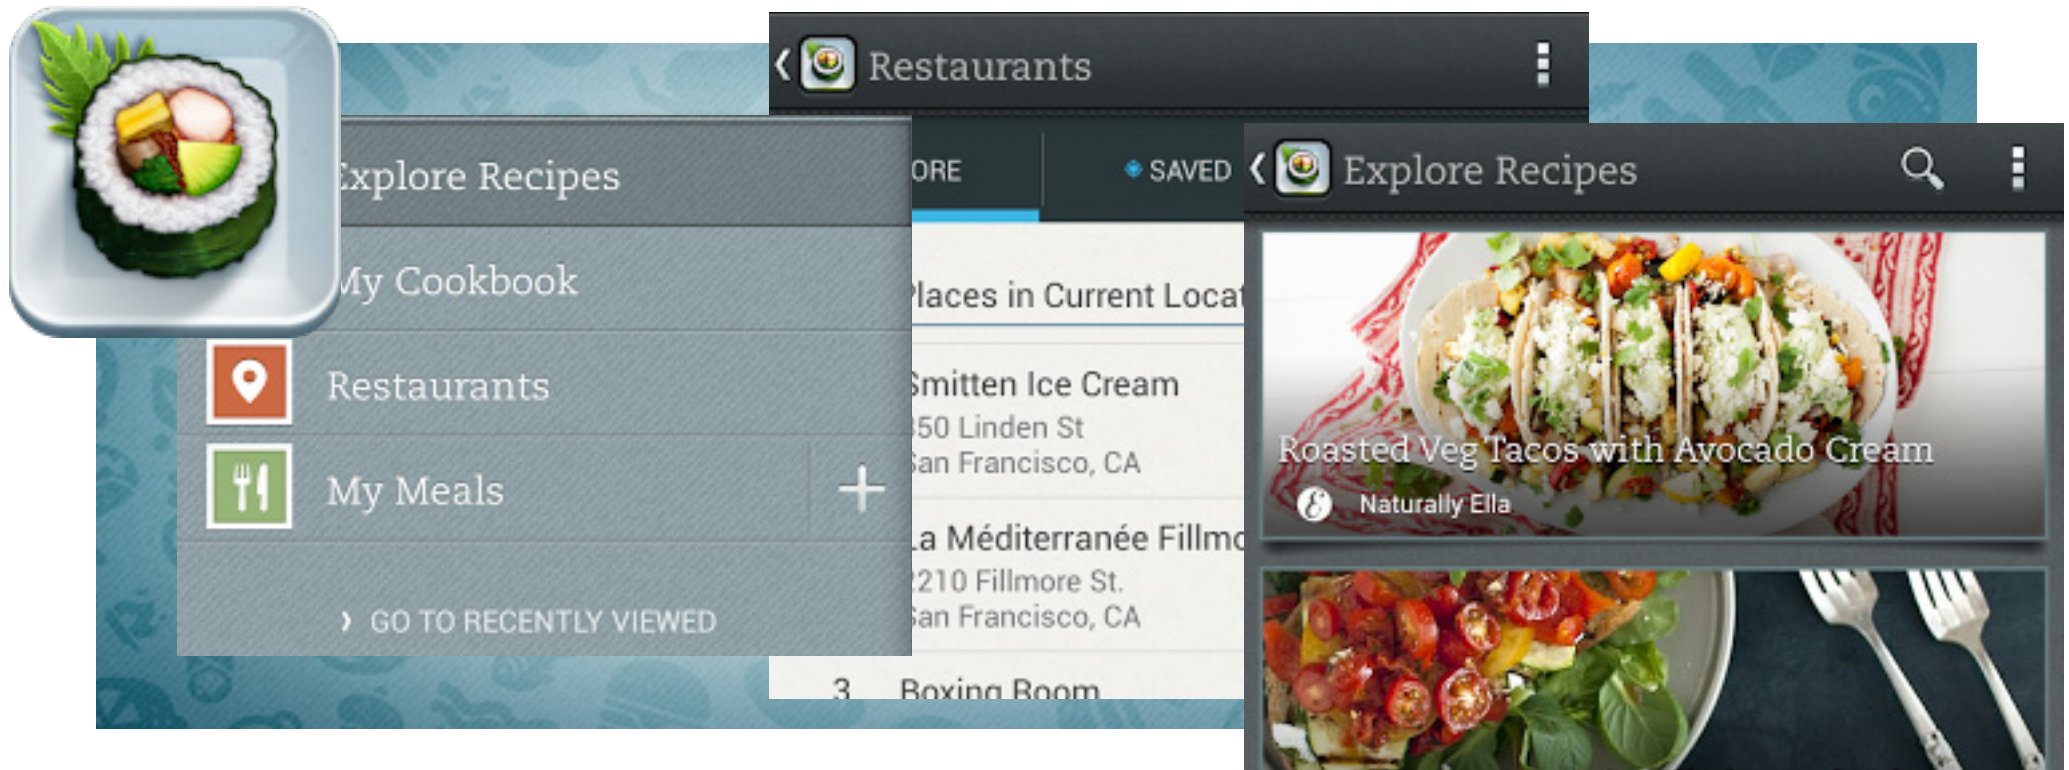 Explore Recipes
My Cookbook
Restaurants
My Meals
GO TO RECENTLY VIEWED
Restaurants
ORE
SAVED
Places in Current Locat
Smitten Ice Cream
350 Linden St
San Francisco, CA
La Méditerranée Fillmo
2210 Fillmore St.
San Francisco, CA
3 Boxing Room
Explore Recipes
Roasted Veg Tacos with Avocado Cream
E Naturally Ella